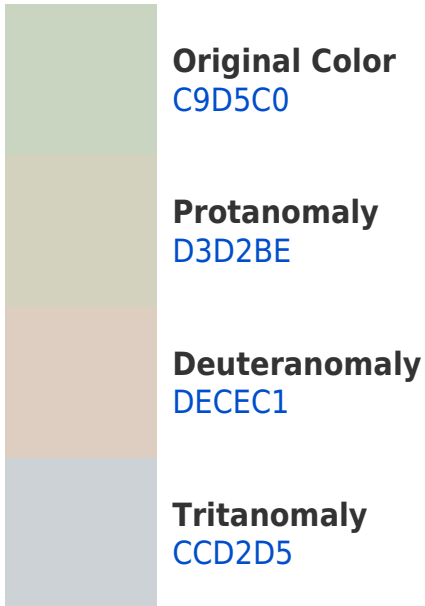 Original Color
C9D5C0
Protanomaly
D3D2BE
Deuteranomaly
DECEC1
Tritanomaly
CCD2D5